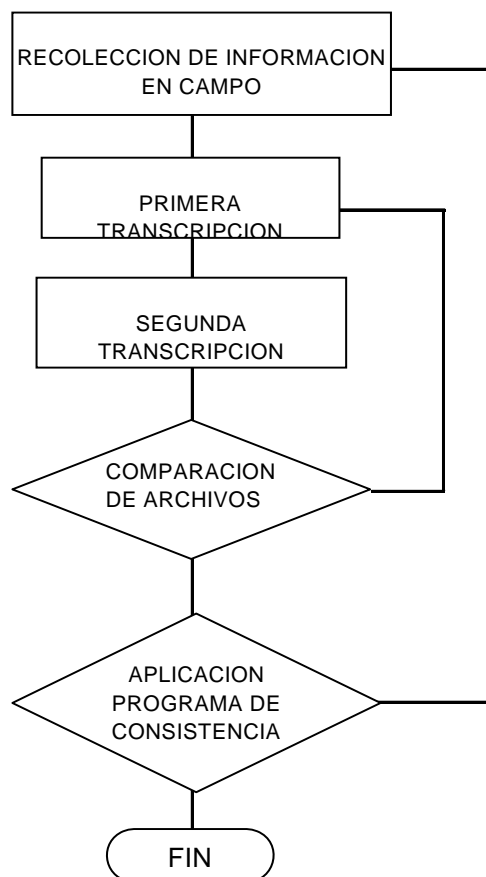 RECOLECCION DE INFORMACION
EN CAMPO
PRIMERA
TRANSCRIPCION
SEGUNDA
TRANSCRIPCION
COMPARACION
DE ARCHIVOS
APLICACION
PROGRAMA DE
CONSISTENCIA
FIN